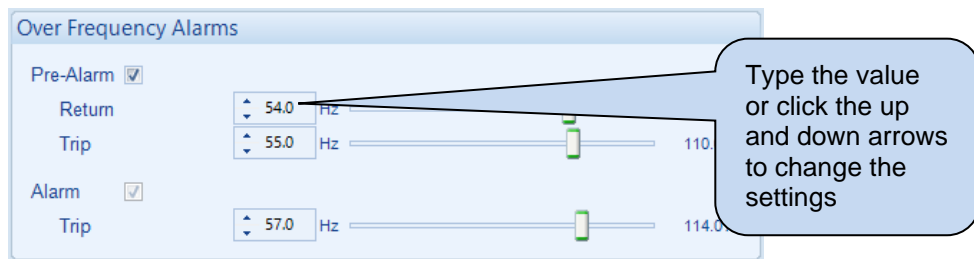 Over Frequency Alarms
Pre-Alarm
Return 54.0 Hz
Trip 55.0 Hz 110.
Alarm
Trip 57.0 Hz 114.0
Type the value
or click the up
and down arrows
to change the
settings